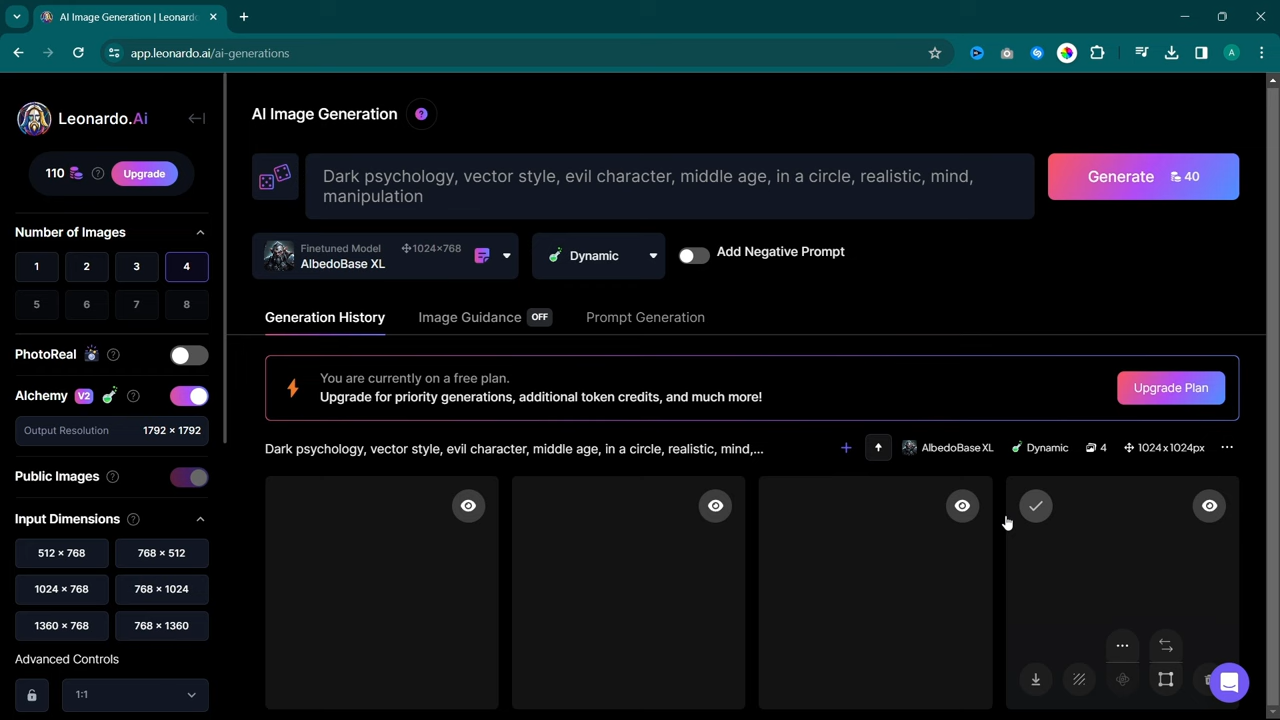 AI Image Generation | Leonardo
app.leonardo.ai/ai-generations
A
Leonardo.Ai
110
?
Upgrade
Number of Images
1
2
3
4
5
6
7
8
PhotoReal
?
Alchemy V2
?
Output Resolution 1792 × 1792
Public Images
?
Input Dimensions
?
512 × 768
768 × 512
1024 × 768
768 × 1024
1360 × 768
768 × 1360
Advanced Controls
1:1
AI Image Generation
?
Dark psychology, vector style, evil character, middle age, in a circle, realistic, mind,
manipulation
Generate 40
Finetuned Model 1024×768
AlbedoBase XL
Dynamic
Add Negative Prompt
Generation History
Image Guidance OFF
Prompt Generation
You are currently on a free plan.
Upgrade for priority generations, additional token credits, and much more!
Upgrade Plan
Dark psychology, vector style, evil character, middle age, in a circle, realistic, mind,...
AlbedoBase XL
Dynamic
4
1024x1024px